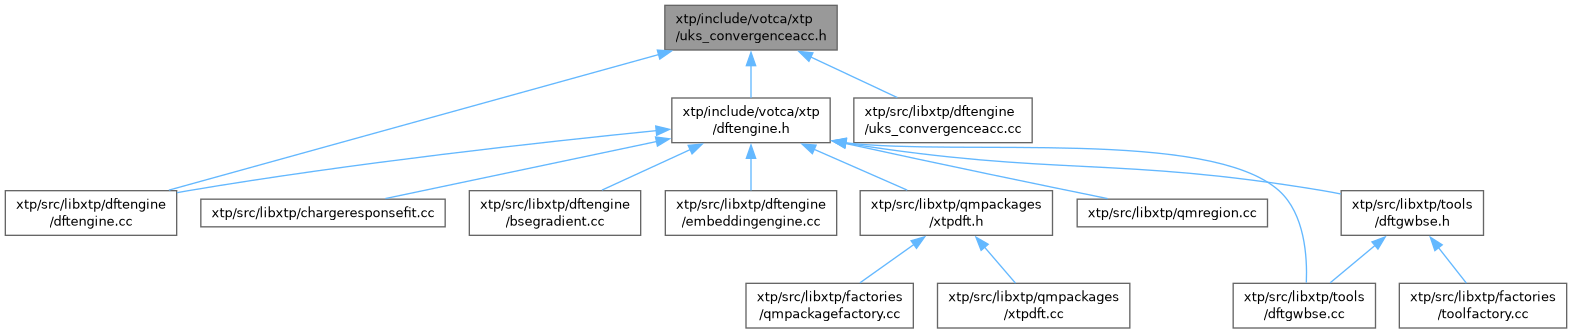 xtp/include/votca/xtp
/uks_convergenceacc.h
xtp/include/votca/xtp
/dftengine.h
xtp/src/libxtp/dftengine
/uks_convergenceacc.cc
xtp/src/libxtp/dftengine
/dftengine.cc
xtp/src/libxtp/chargeresponsefit.cc
xtp/src/libxtp/dftengine
/bsegradient.cc
xtp/src/libxtp/dftengine
/embeddingengine.cc
xtp/src/libxtp/qmpackages
/xtpdft.h
xtp/src/libxtp/qmregion.cc
xtp/src/libxtp/tools
/dftgwbse.h
xtp/src/libxtp/factories
/qmpackagefactory.cc
xtp/src/libxtp/qmpackages
/xtpdft.cc
xtp/src/libxtp/tools
/dftgwbse.cc
xtp/src/libxtp/factories
/toolfactory.cc